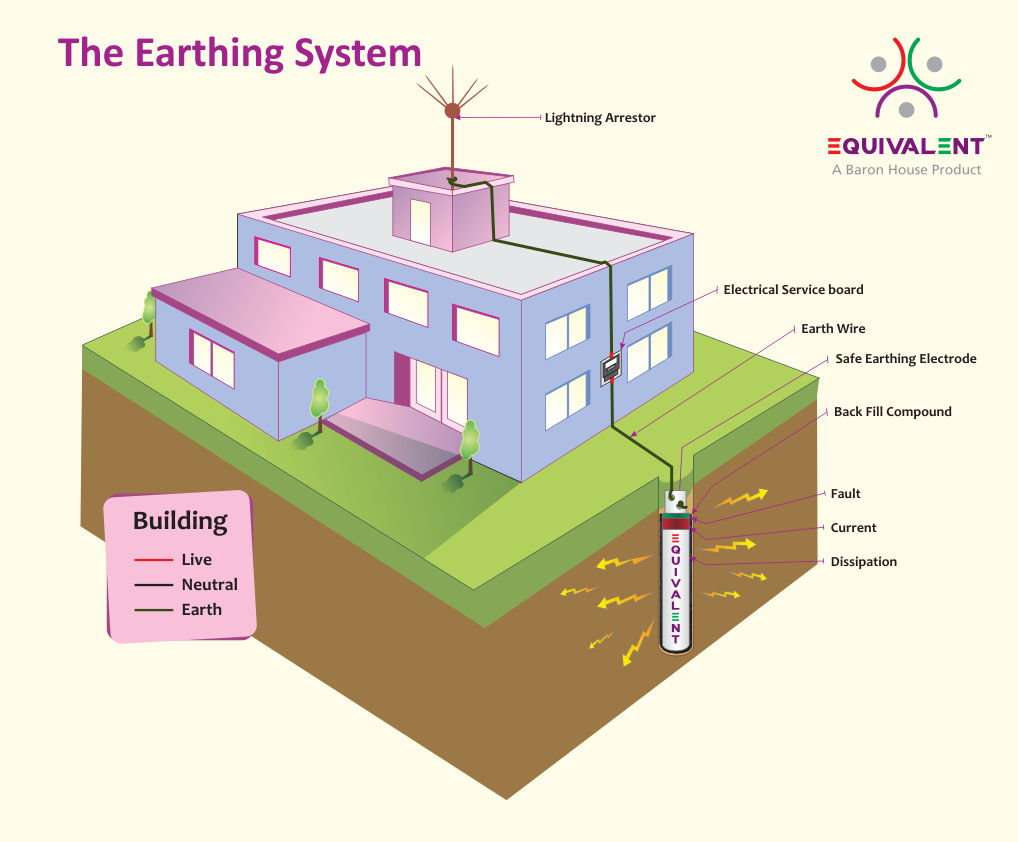 The Earthing System
Lightning Arrestor
EQUIVALENT™
A Baron House Product
Electrical Service board
Earth Wire
Safe Earthing Electrode
Back Fill Compound
Fault
Current
Dissipation
EQUIVALENT
Building
Live
Neutral
Earth